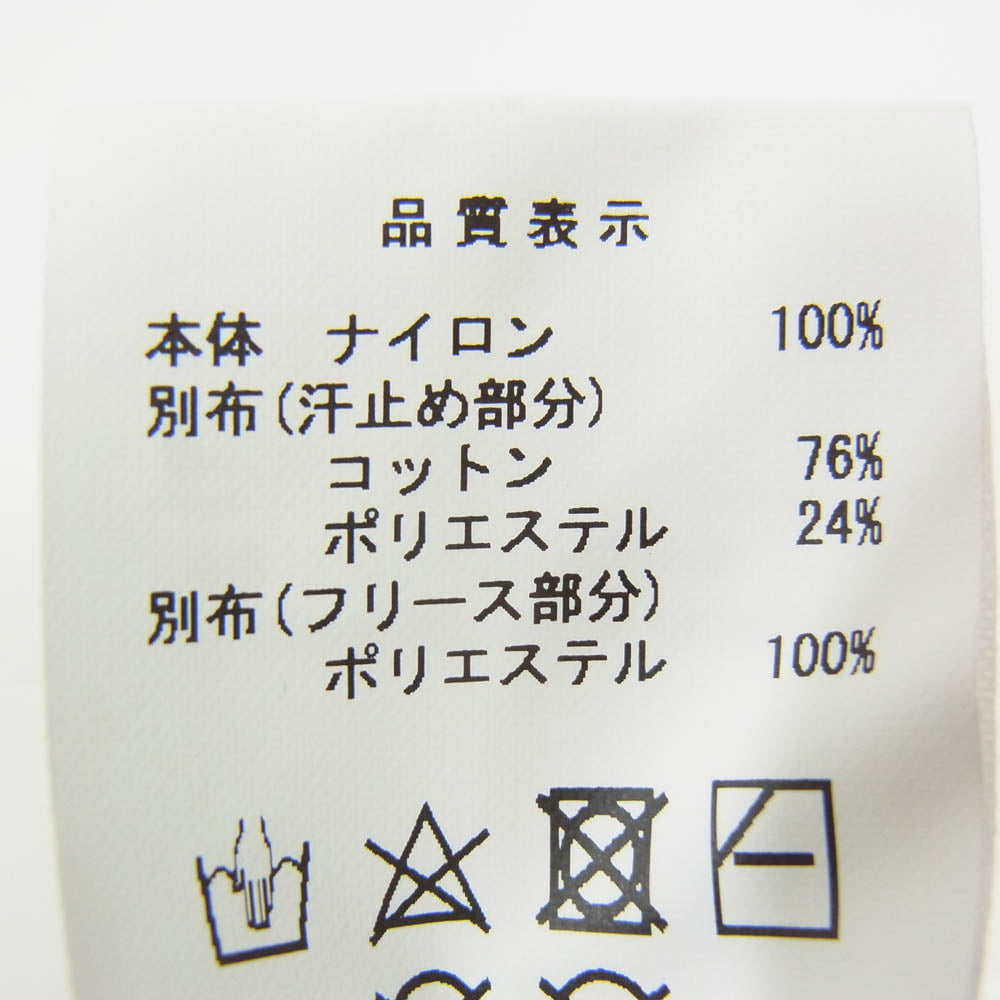 品質表示
本体 ナイロン 100%
別布(汗止め部分)
コットン 76%
ポリエステル 24%
別布(フリース部分)
ポリエステル 100%